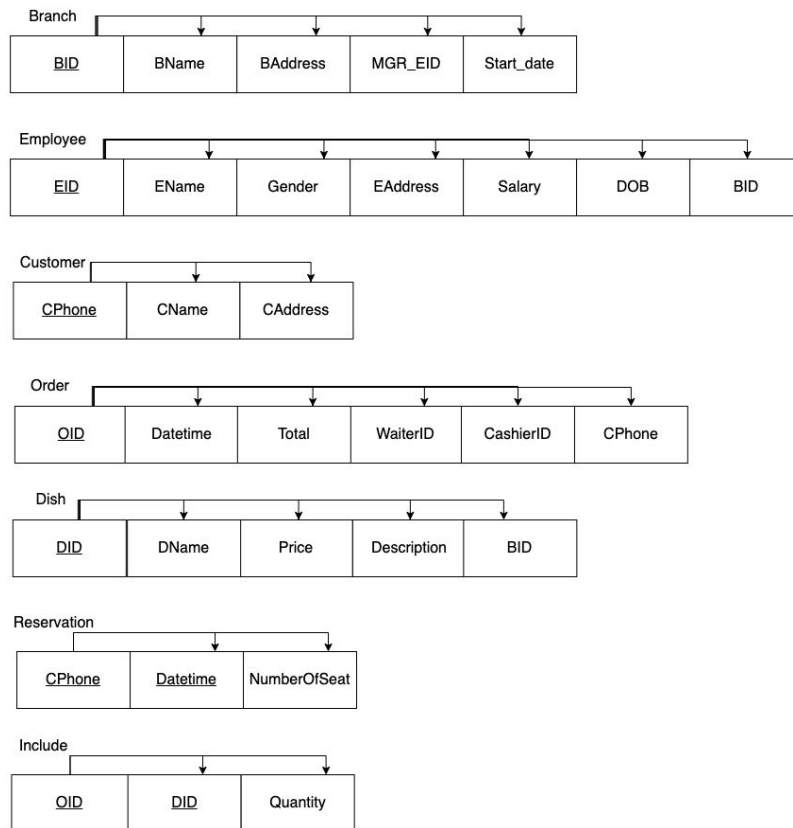 Branch
BID BName BAddress MGR_EID Start_date
Employee
EID EName Gender EAddress Salary DOB BID
Customer
CPhone CName CAddress
Order
OID Datetime Total WaiterID CashierID CPhone
Dish
DID DName Price Description BID
Reservation
CPhone Datetime NumberOfSeat
Include
OID DID Quantity